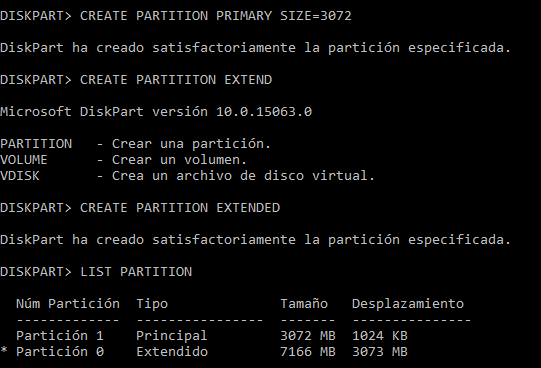 DISKPART> CREATE PARTITION PRIMARY SIZE=3072
DiskPart ha creado satisfactoriamente la partición especificada.
DISKPART> CREATE PARTITITON EXTEND
Microsoft DiskPart versión 10.0.15063.0
PARTITION   - Crear una partición.
VOLUME      - Crear un volumen.
VDISK       - Crea un archivo de disco virtual.
DISKPART> CREATE PARTITION EXTENDED
DiskPart ha creado satisfactoriamente la partición especificada.
DISKPART> LIST PARTITION
  Núm Partición  Tipo              Tamaño   Desplazamiento
  -------------  ----------------  -------  ---------------
  Partición 1    Principal         3072 MB  1024 KB
* Partición 0    Extendido         7166 MB  3073 MB